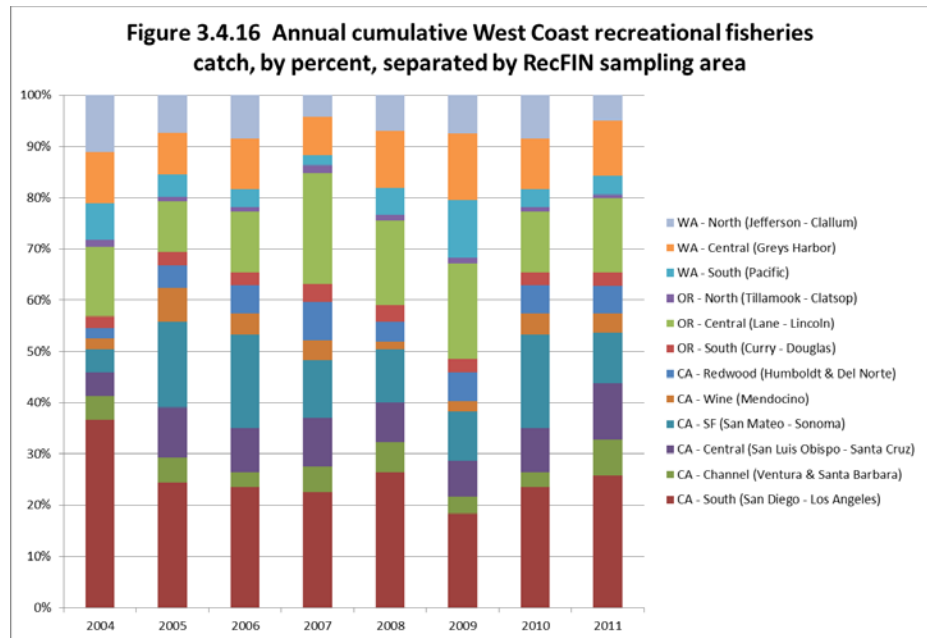 Figure 3.4.16 Annual cumulative West Coast recreational fisheries
catch, by percent, separated by RecFIN sampling area
100%
90%
80%
70%
60%
50%
40%
30%
20%
10%
0%
2004 2005 2006 2007 2008 2009 2010 2011
WA - North (Jefferson - Clallum)
WA - Central (Greys Harbor)
WA - South (Pacific)
OR - North (Tillamook - Clatsop)
OR - Central (Lane - Lincoln)
OR - South (Curry - Douglas)
CA - Redwood (Humboldt & Del Norte)
CA - Wine (Mendocino)
CA - SF (San Mateo - Sonoma)
CA - Central (San Luis Obispo - Santa Cruz)
CA - Channel (Ventura & Santa Barbara)
CA - South (San Diego - Los Angeles)